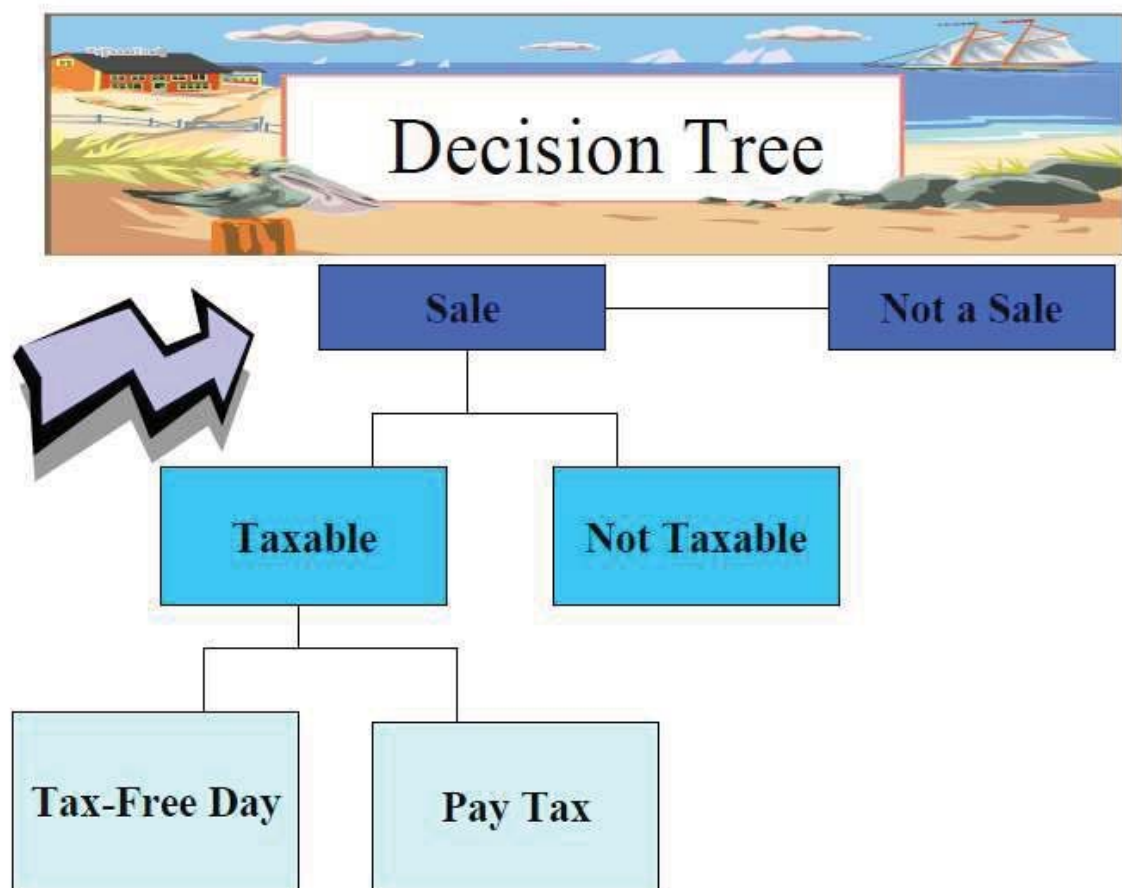 Decision Tree
Sale
Not a Sale
Taxable
Not Taxable
Tax-Free Day
Pay Tax